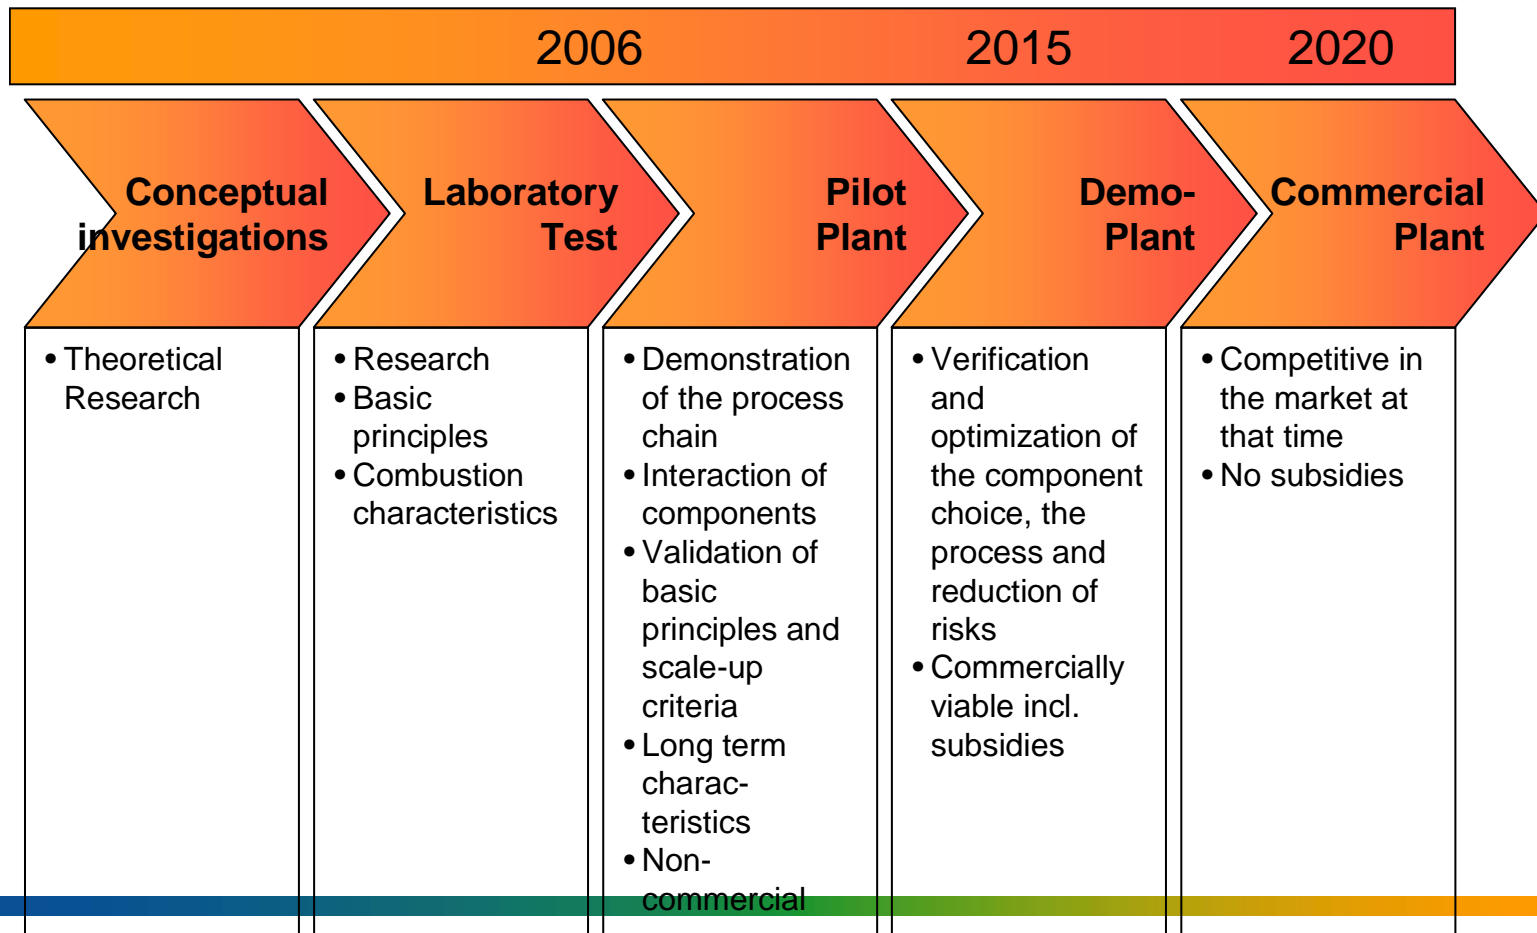 2006 2015 2020
Conceptual
investigations
Laboratory
Test
Pilot
Plant
Demo-
Plant
Commercial
Plant
• Theoretical
Research
• Research
• Basic
principles
• Combustion
characteristics
• Demonstration
of the process
chain
• Interaction of
components
• Validation of
basic
principles and
scale-up
criteria
• Long term
charac-
teristics
• Non-
commercial
• Verification
and
optimization of
the component
choice, the
process and
reduction of
risks
• Commercially
viable incl.
subsidies
• Competitive in
the market at
that time
• No subsidies